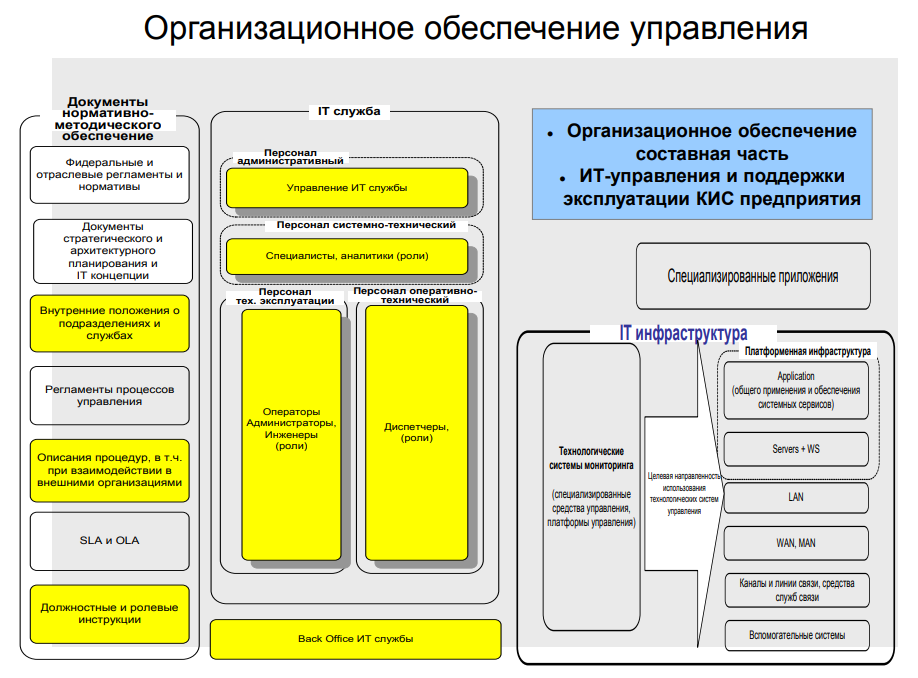 Организационное обеспечение управления
Документы
нормативно-
методического
обеспечение
Фидеральные и
отраслевые регламенты и
нормативы
Документы
стратегического и
архитектурного
планирования и
IT концепции
Внутренние положения о
подразделениях и
службах
Регламенты процессов
управления
Описания процедур, в т.ч.
при взаимодействии в
внешними организациями
SLA и OLA
Должностные и ролевые
инструкции
IT служба
Персонал
административный
Управление ИТ службы
Персонал системно-технический
Специалисты, аналитики (роли)
Персонал
тех. эксплуатации
Операторы
Администраторы,
Инженеры
(роли)
Персонал оперативно-
технический
Диспетчеры,
(роли)
Back Office ИТ службы
• Организационное обеспечение
составная часть
• ИТ-управления и поддержки
эксплуатации КИС предприятия
Специализированные приложения
IT инфраструктура
Технологические
системы мониторинга
(специализированные
средства управления,
платформы управления)
Целевая направленность
использования
технологических систем
управления
Платформенная инфраструктура
Application
(общего применения и обеспечения
системных сервисов)
Servers + WS
LAN
WAN, MAN
Каналы и линии связи, средства
служб связи
Вспомогательные системы